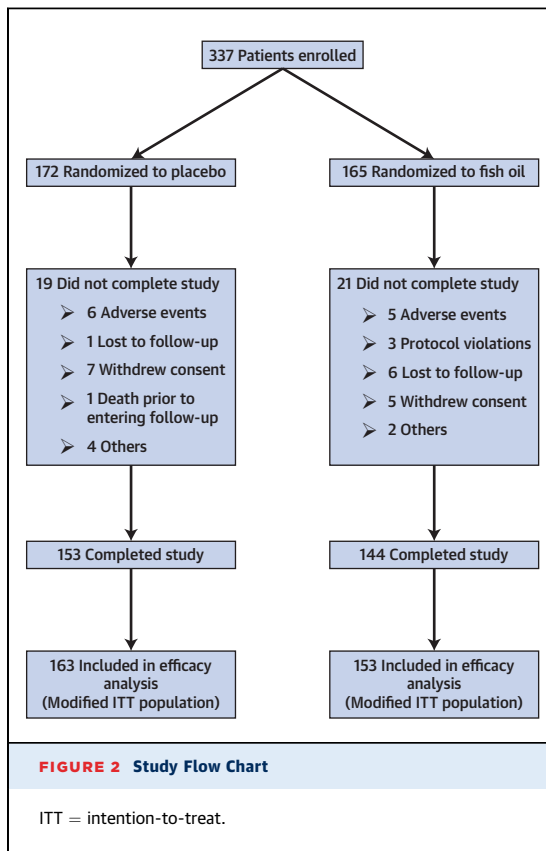 337 Patients enrolled
172 Randomized to placebo
165 Randomized to fish oil
19 Did not complete study
➢ 6 Adverse events
➢ 1 Lost to follow-up
➢ 7 Withdrew consent
➢ 1 Death prior to
entering follow-up
➢ 4 Others
21 Did not complete study
➢ 5 Adverse events
➢ 3 Protocol violations
➢ 6 Lost to follow-up
➢ 5 Withdrew consent
➢ 2 Others
153 Completed study
144 Completed study
163 Included in efficacy
analysis
(Modified ITT population)
153 Included in efficacy
analysis
(Modified ITT population)
FIGURE 2 Study Flow Chart
ITT = intention-to-treat.